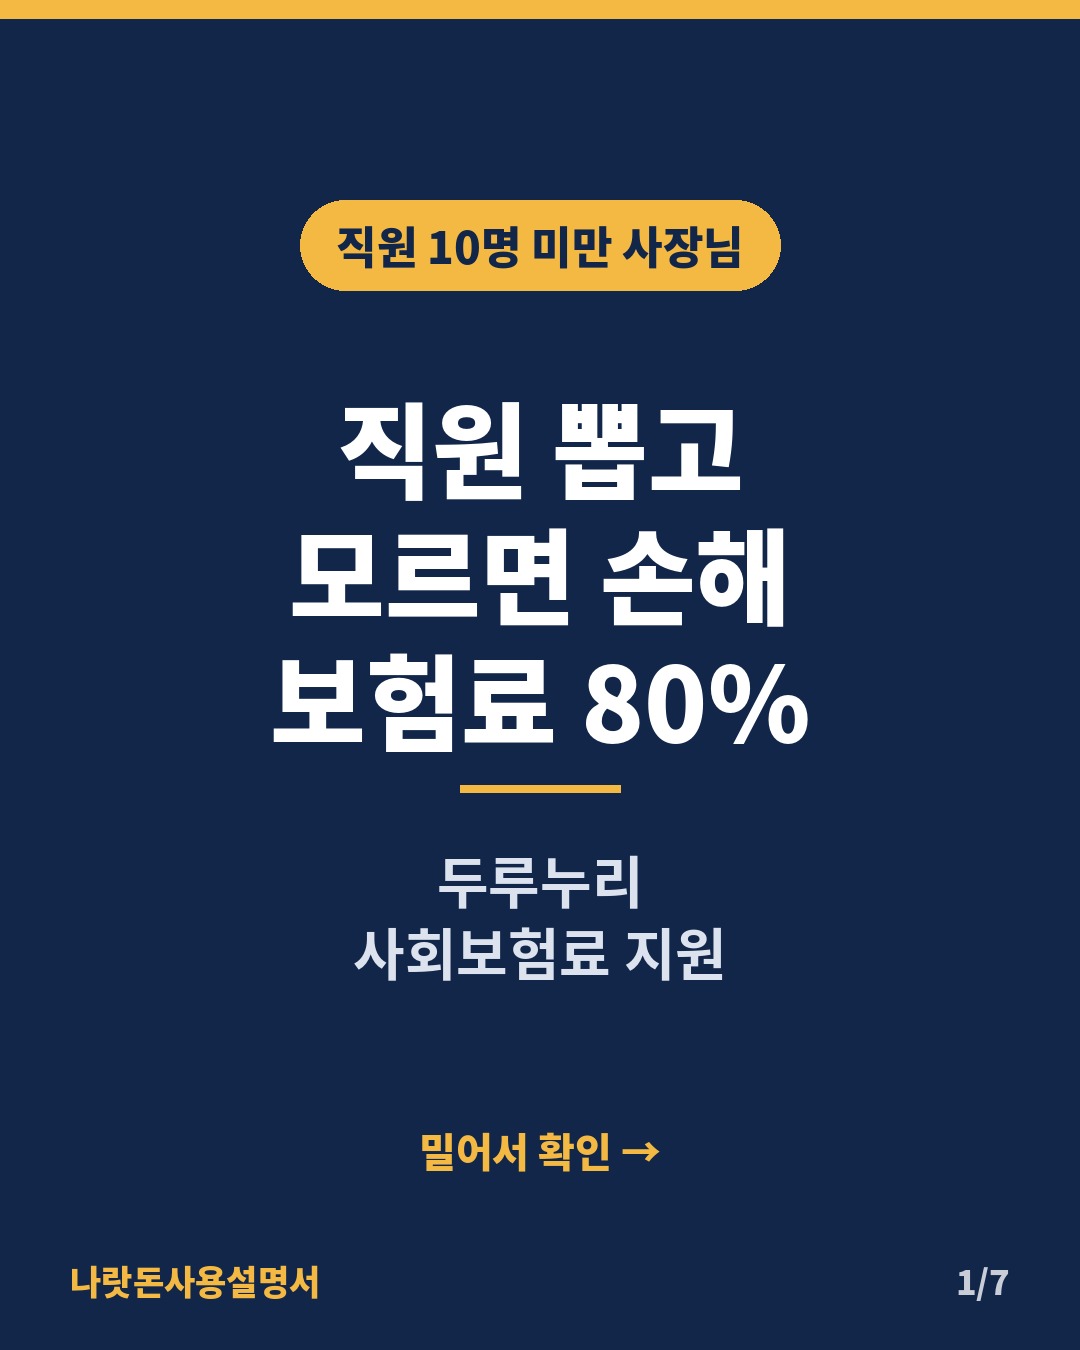 직원 10명 미만 사장님
직원 뽑고
모르면 손해
보험료 80%
두루누리
사회보험료 지원
밀어서 확인 →
나랏돈사용설명서
1/7